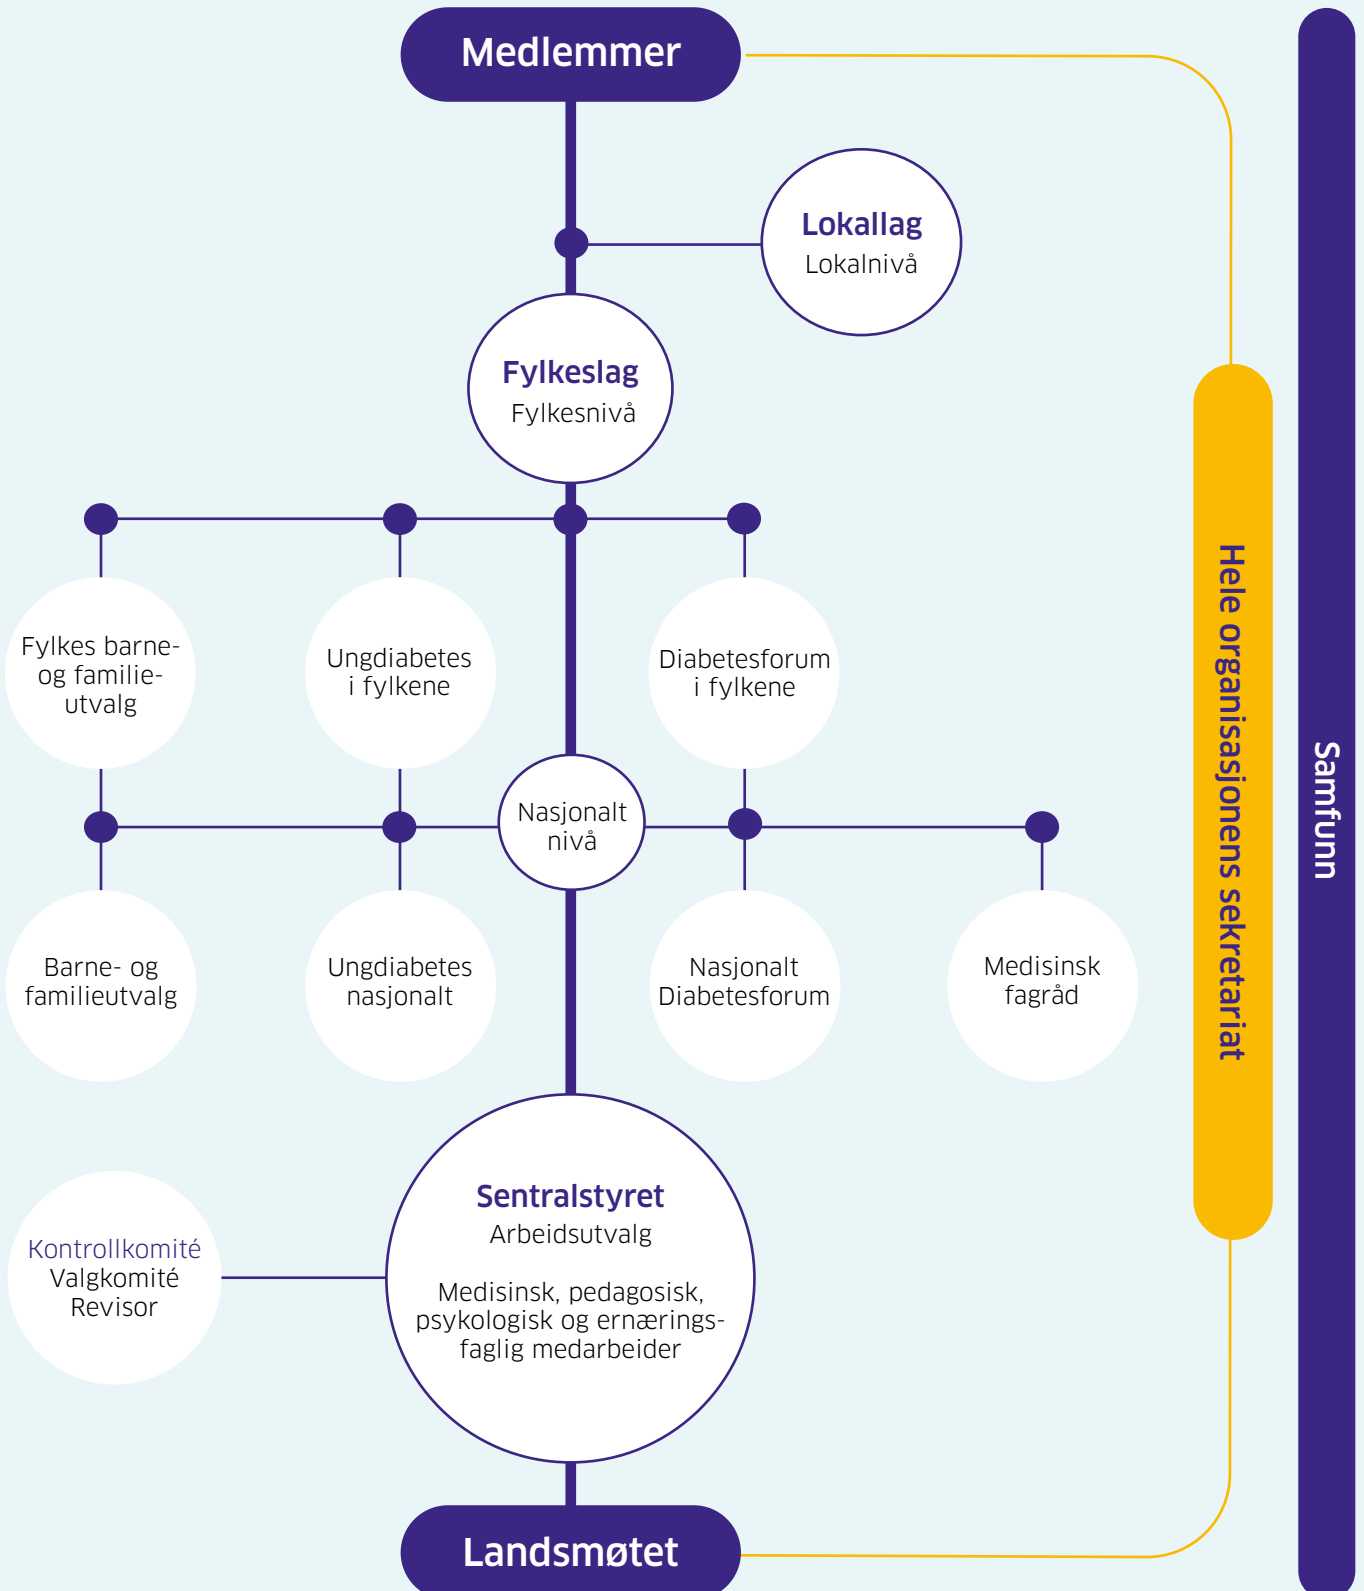 Medlemmer
Lokallag
Lokalnivå
Fylkeslag
Fylkesnivå
Fylkes barne-
og familie-
utvalg
Ungdiabetes
i fylkene
Diabetesforum
i fylkene
Nasjonalt
nivå
Barne- og
familieutvalg
Ungdiabetes
nasjonalt
Nasjonalt
Diabetesforum
Medisinsk
fagråd
Kontrollkomité
Valgkomité
Revisor
Sentralstyret
Arbeidsutvalg
Medisinsk, pedagosisk,
psykologisk og ernærings-
faglig medarbeider
Landsmøtet
Hele organisasjonens sekretariat
Samfunn